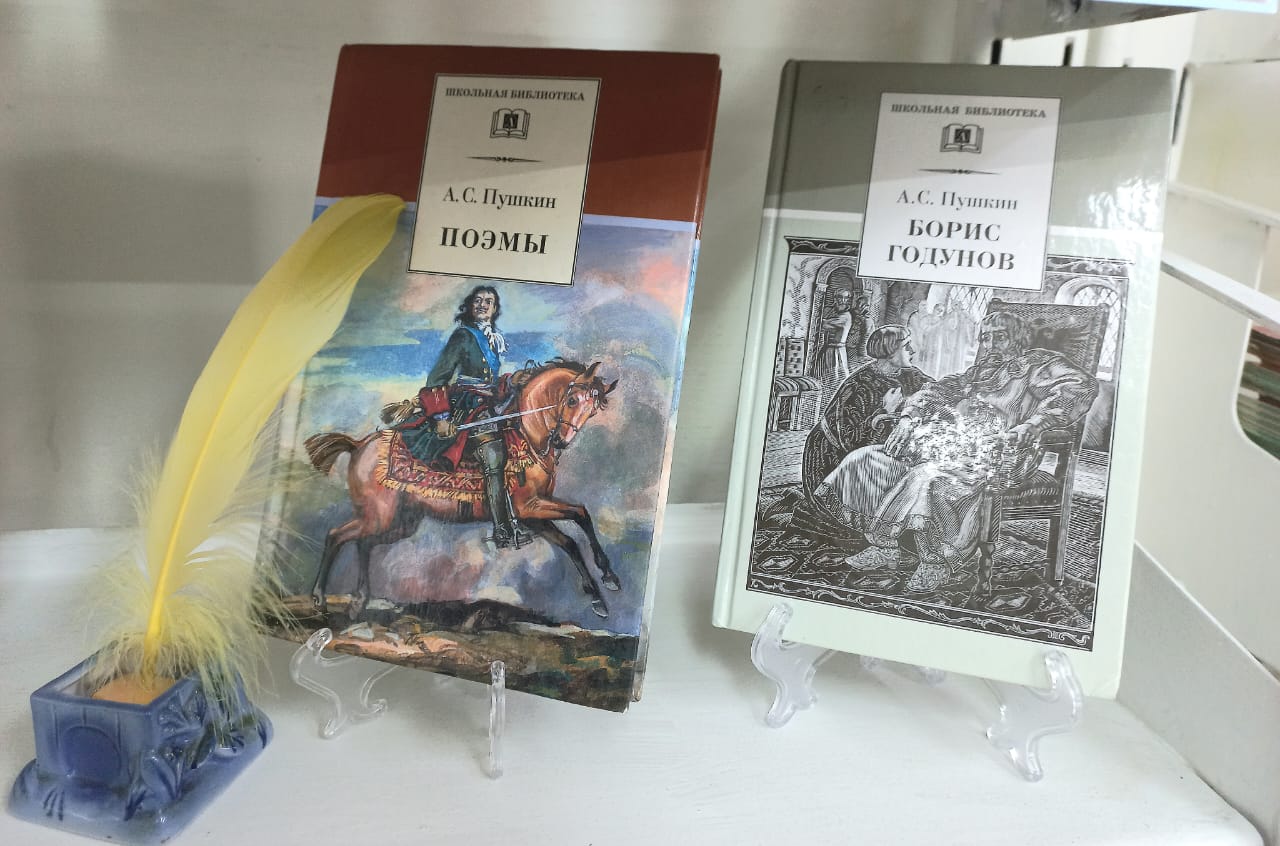 ШКОЛЬНАЯ БИБЛИОТЕКА
А. С. Пушкин
ПОЭМЫ
ШКОЛЬНАЯ БИБЛИОТЕКА
А. С. Пушкин
БОРИС
ГОДУНОВ